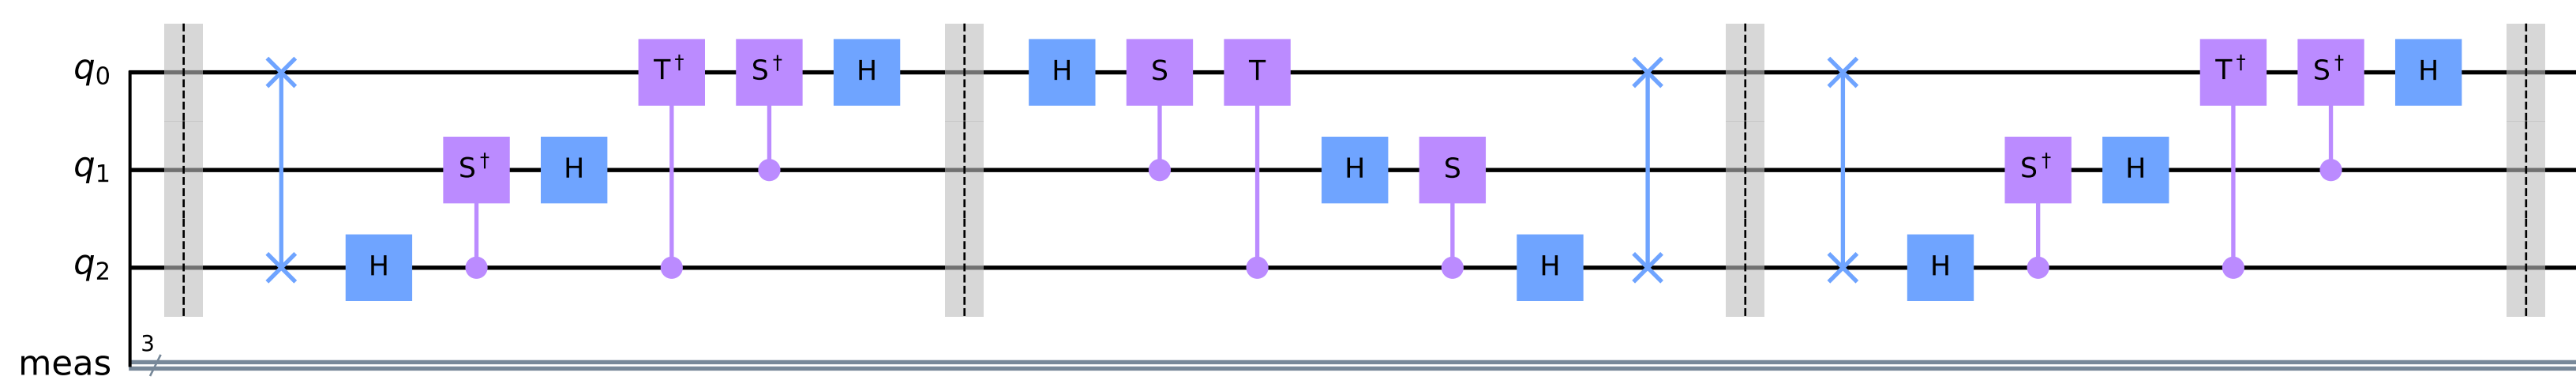 q0 T† S† H H S T T† S† H
q1 S† H H S S† H
q2 H H H
3
meas